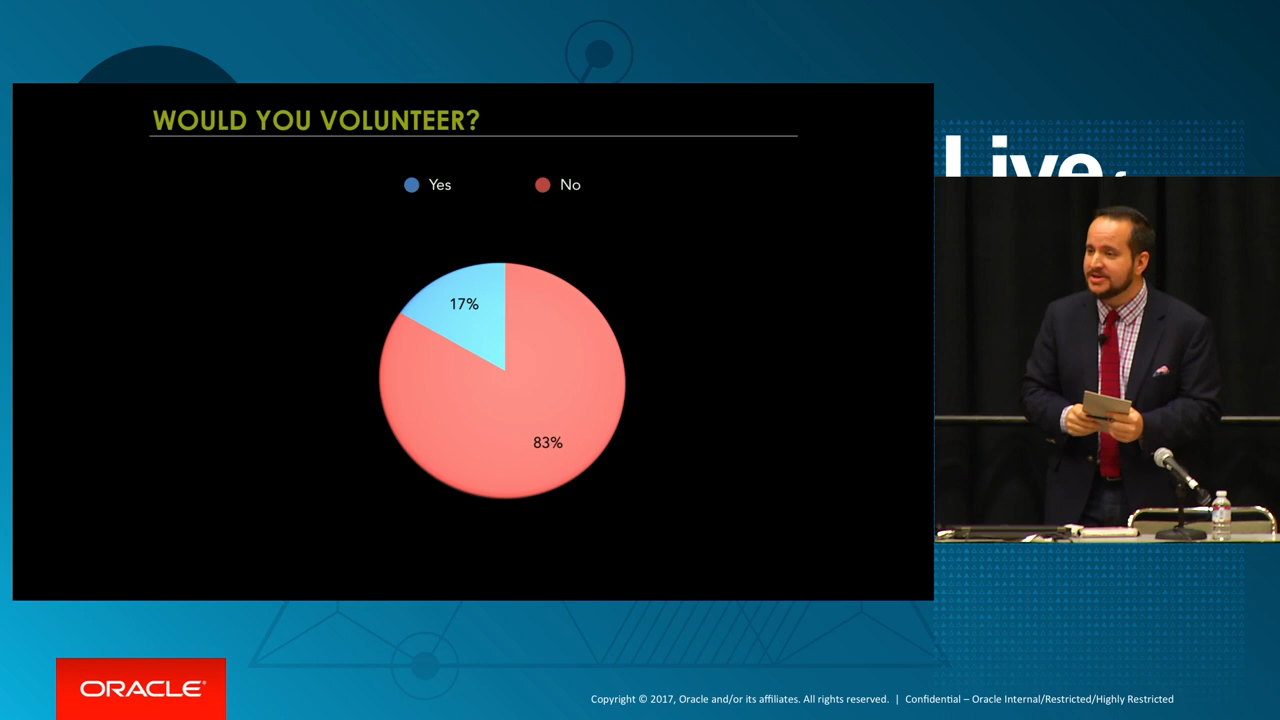 WOULD YOU VOLUNTEER?
Yes
No
17%
83%
Live
ORACLE®
Copyright © 2017, Oracle and/or its affiliates. All rights reserved. | Confidential – Oracle Internal/Restricted/Highly Restricted